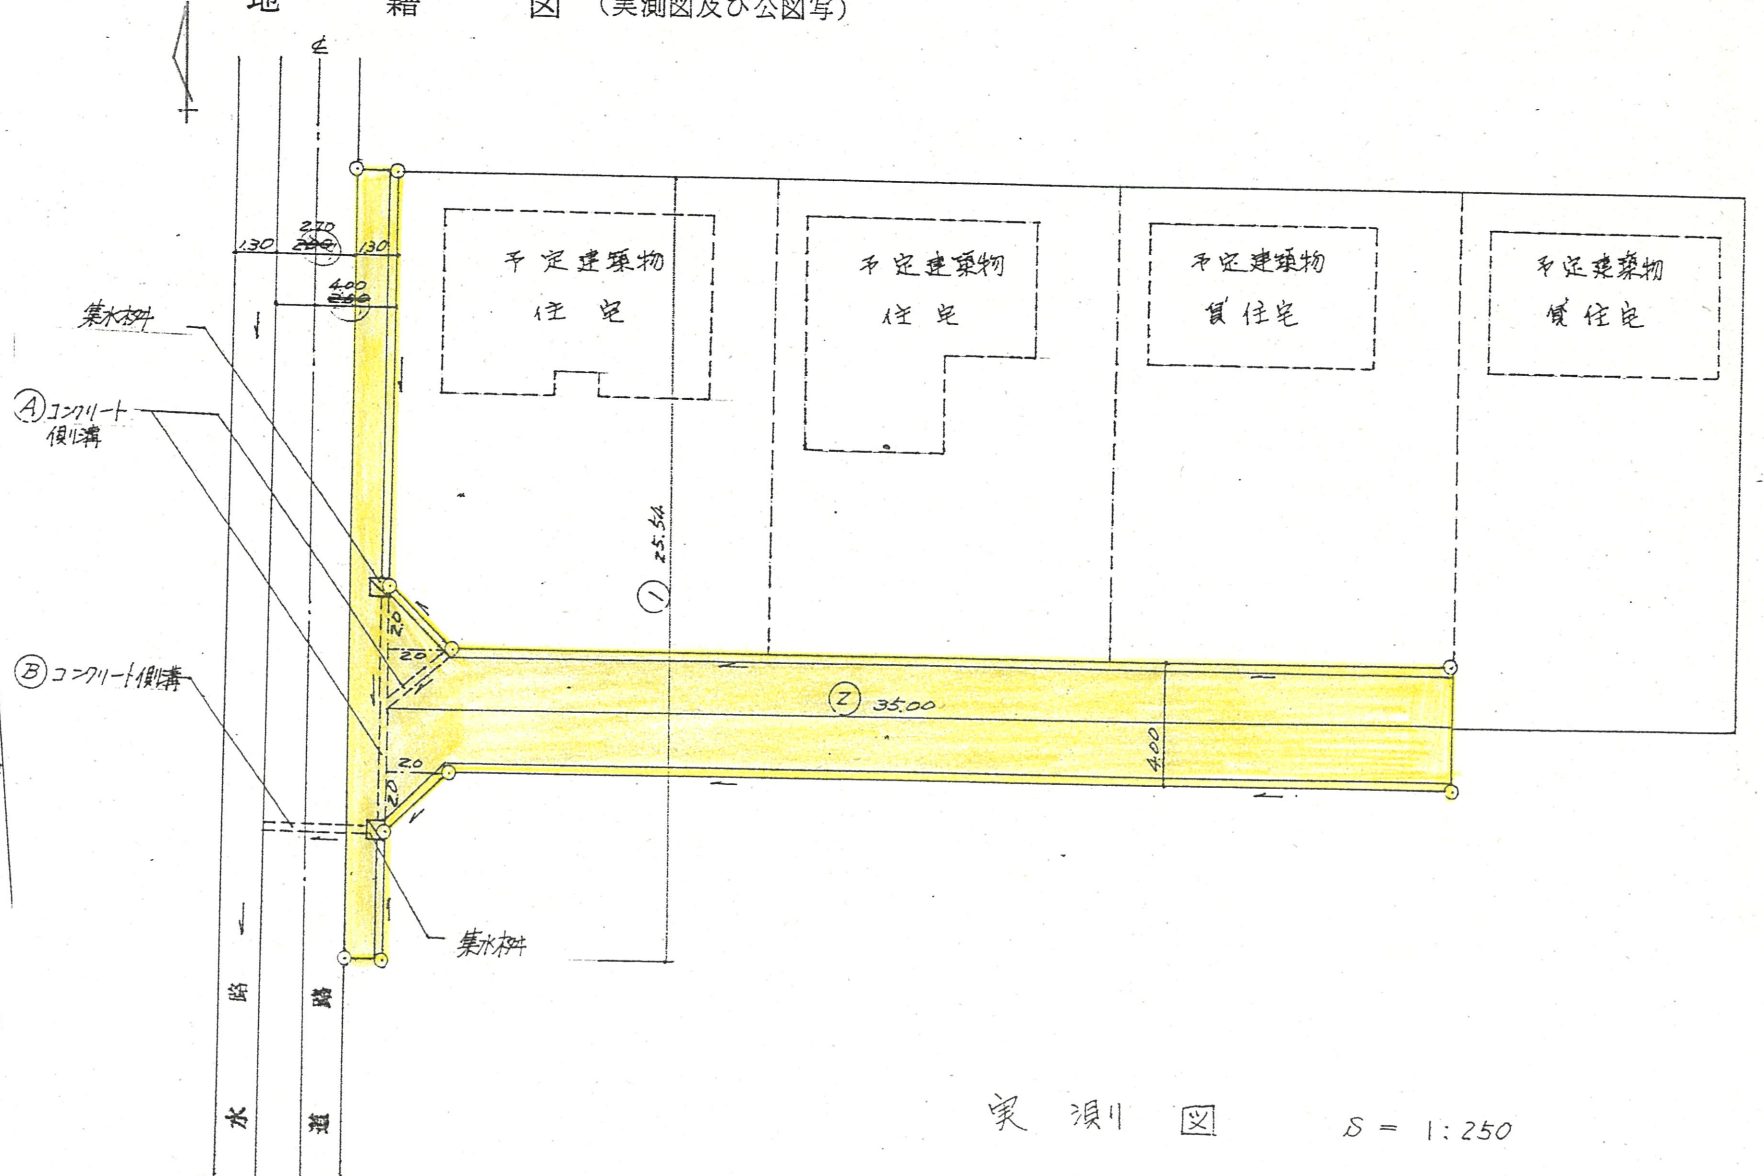 地 籍 図 (実測図及び公図写)
℄
2.70
1.30 2.00 1.30
4.00
集水桝
予定建築物
住宅
予定建築物
住宅
予定建築物
貸住宅
予定建築物
貸住宅
Ⓐ コンクリート
側溝
① 25.54
2.0
2.0
Ⓑ コンクリート側溝
② 35.00
4.00
2.0
2.0
集水桝
水路
道路
実測図 S = 1:250